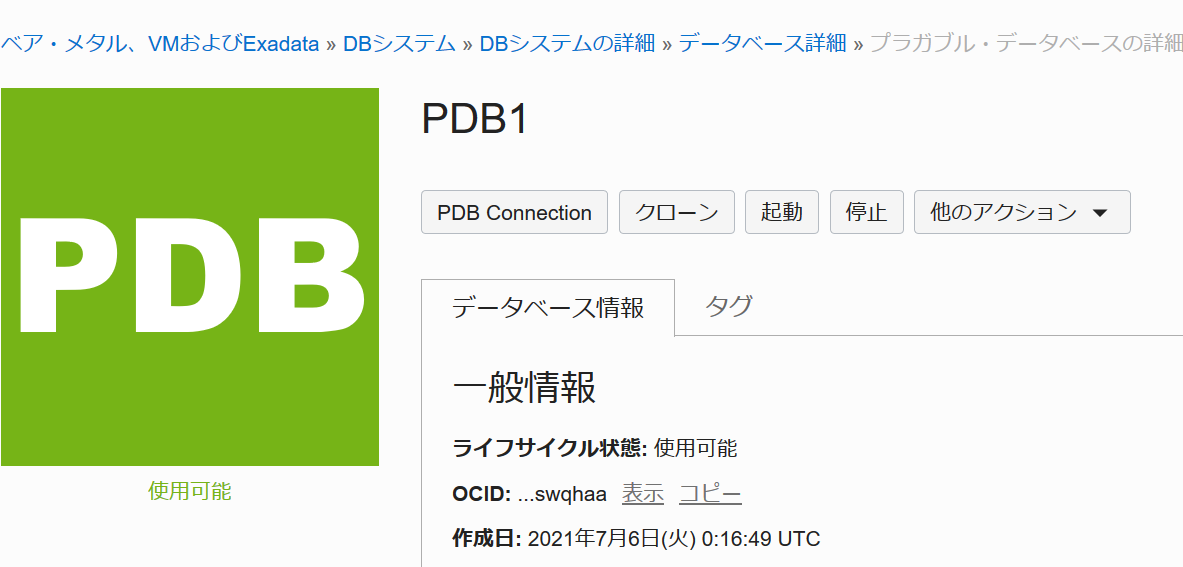 ベア・メタル、VMおよびExadata » DBシステム » DBシステムの詳細 » データベース詳細 » プラガブル・データベースの詳細
PDB
使用可能
PDB1
PDB Connection クローン 起動 停止 他のアクション
データベース情報 タグ
一般情報
ライフサイクル状態: 使用可能
OCID: ...swqhaa 表示 コピー
作成日: 2021年7月6日(火) 0:16:49 UTC